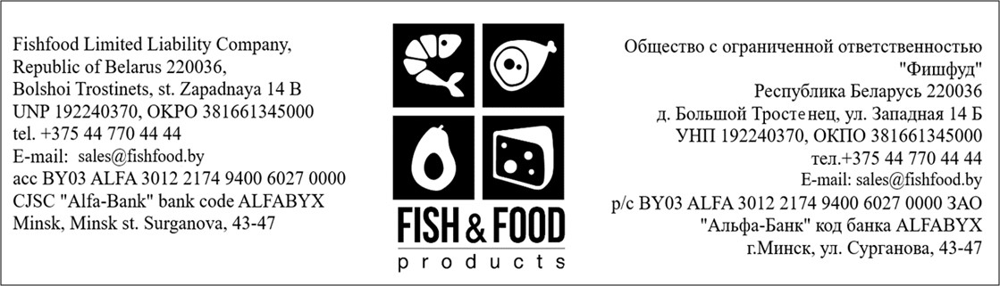 Fishfood Limited Liability Company,
Republic of Belarus 220036,
Bolshoi Trostinets, st. Zapadnaya 14 B
UNP 192240370, OKPO 381661345000
tel. +375 44 770 44 44
E-mail: sales@fishfood.by
acc BY03 ALFA 3012 2174 9400 6027 0000
CJSC "Alfa-Bank" bank code ALFABYX
Minsk, Minsk st. Surganova, 43-47
FISH & FOOD
products
Общество с ограниченной ответственностью
"Фишфуд"
Республика Беларусь 220036
д. Большой Тростенец, ул. Западная 14 Б
УНП 192240370, ОКПО 381661345000
тел.+375 44 770 44 44
E-mail: sales@fishfood.by
р/с BY03 ALFA 3012 2174 9400 6027 0000 ЗАО
"Альфа-Банк" код банка ALFABYX
г.Минск, ул. Сурганова, 43-47